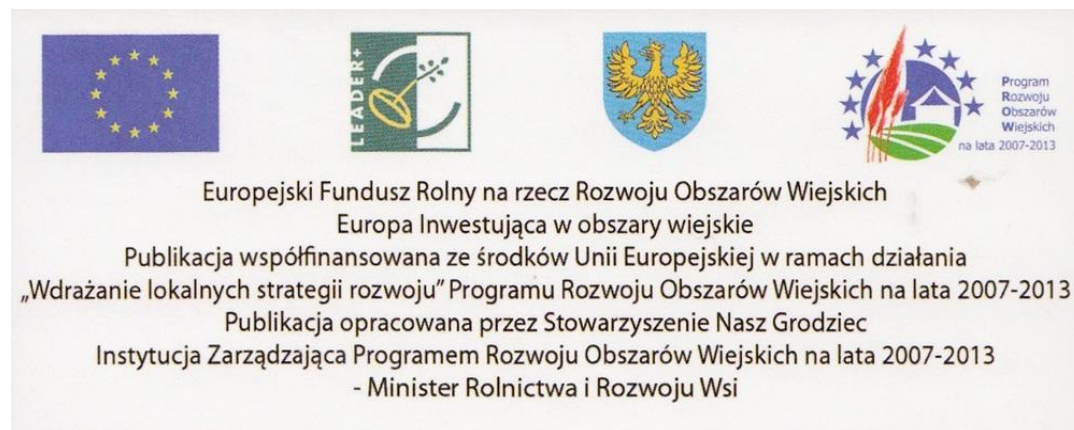 LEADER+
Program
Rozwoju
Obszarów
Wiejskich
na lata 2007-2013
Europejski Fundusz Rolny na rzecz Rozwoju Obszarów Wiejskich
Europa Inwestująca w obszary wiejskie
Publikacja współfinansowana ze środków Unii Europejskiej w ramach działania
„Wdrażanie lokalnych strategii rozwoju” Programu Rozwoju Obszarów Wiejskich na lata 2007-2013
Publikacja opracowana przez Stowarzyszenie Nasz Grodziec
Instytucja Zarządzająca Programem Rozwoju Obszarów Wiejskich na lata 2007-2013
- Minister Rolnictwa i Rozwoju Wsi